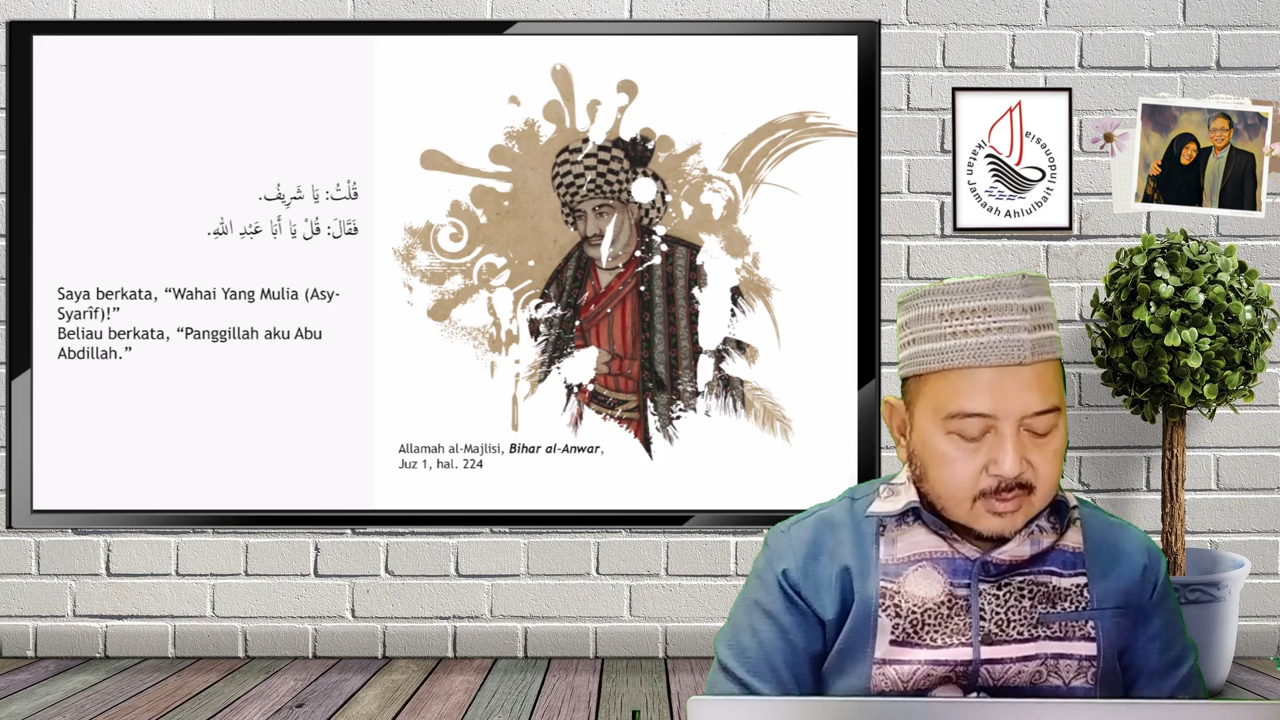 قُلْتُ: يَا شَرِيفُ.
فَقَالَ: قُلْ يَا أَبَا عَبْدِ اللهِ.
Saya berkata, “Wahai Yang Mulia (Asy-
Syarîf)!”
Beliau berkata, “Panggillah aku Abu
Abdillah.”
Allamah al-Majlisi, Bihar al-Anwar,
Juz 1, hal. 224
Ikatan Jamaah Ahlulbait Indonesia